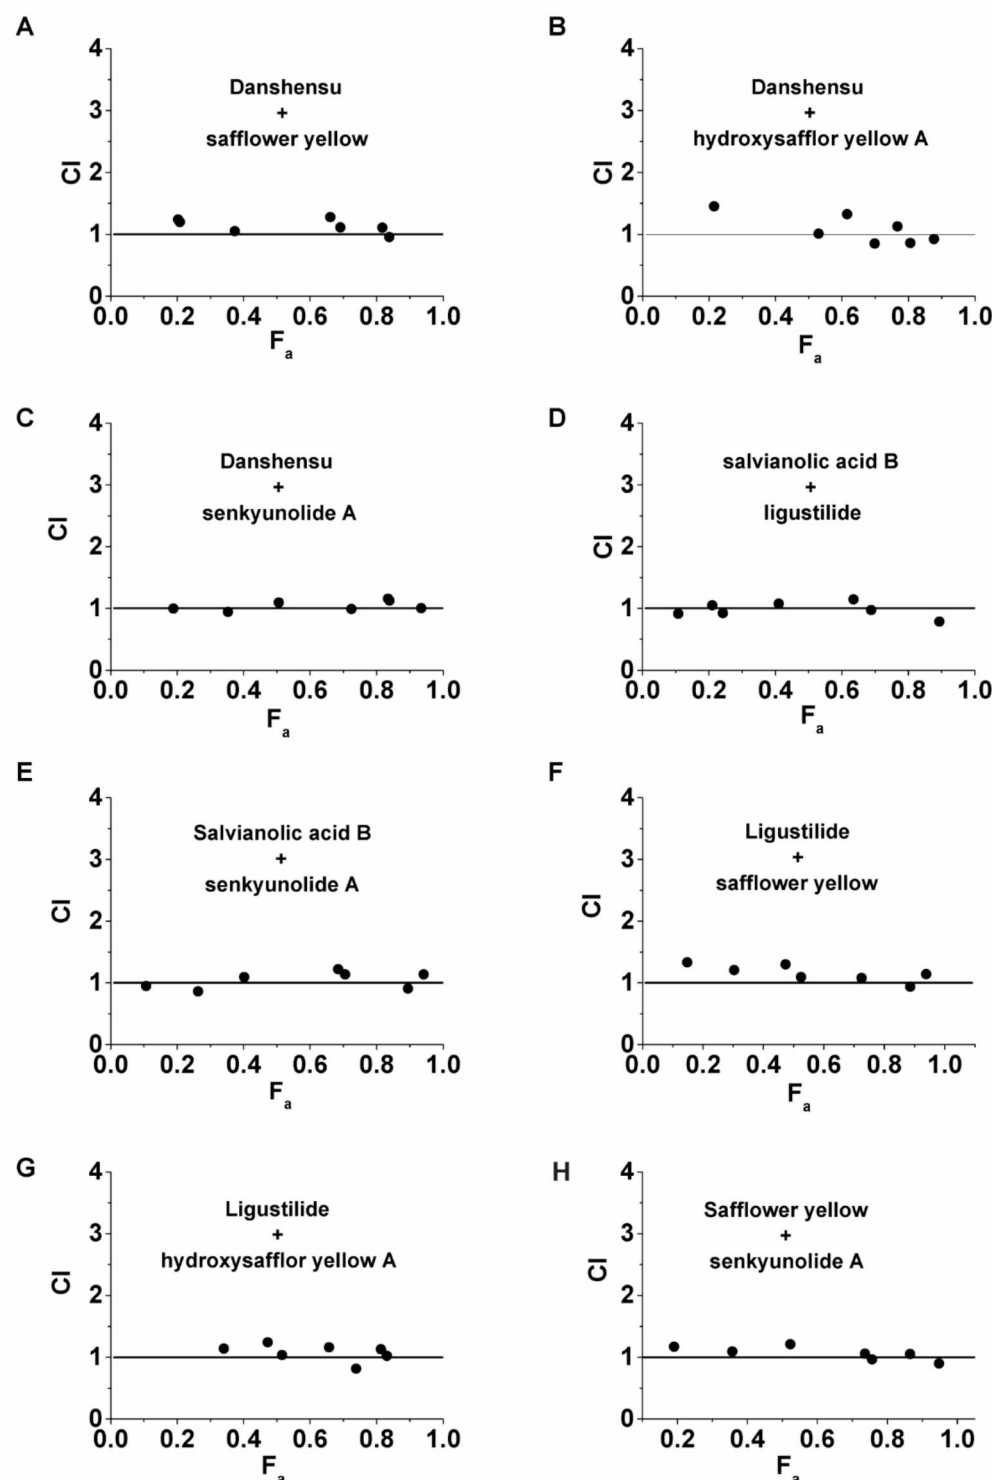 A
4
3
2
1
0
CI
Danshensu
+
safflower yellow
0.0 0.2 0.4 0.6 0.8 1.0
Fa
B
4
3
2
1
0
CI
Danshensu
+
hydroxysafflor yellow A
0.0 0.2 0.4 0.6 0.8 1.0
Fa
C
4
3
2
1
0
CI
Danshensu
+
senkyunolide A
0.0 0.2 0.4 0.6 0.8 1.0
Fa
D
4
3
2
1
0
CI
salvianolic acid B
+
ligustilide
0.0 0.2 0.4 0.6 0.8 1.0
Fa
E
4
3
2
1
0
CI
Salvianolic acid B
+
senkyunolide A
0.0 0.2 0.4 0.6 0.8 1.0
Fa
F
4
3
2
1
0
CI
Ligustilide
+
safflower yellow
0.0 0.2 0.4 0.6 0.8 1.0
Fa
G
4
3
2
1
0
CI
Ligustilide
+
hydroxysafflor yellow A
0.0 0.2 0.4 0.6 0.8 1.0
Fa
H
4
3
2
1
0
CI
Safflower yellow
+
senkyunolide A
0.2 0.4 0.6 0.8 1.0
Fa